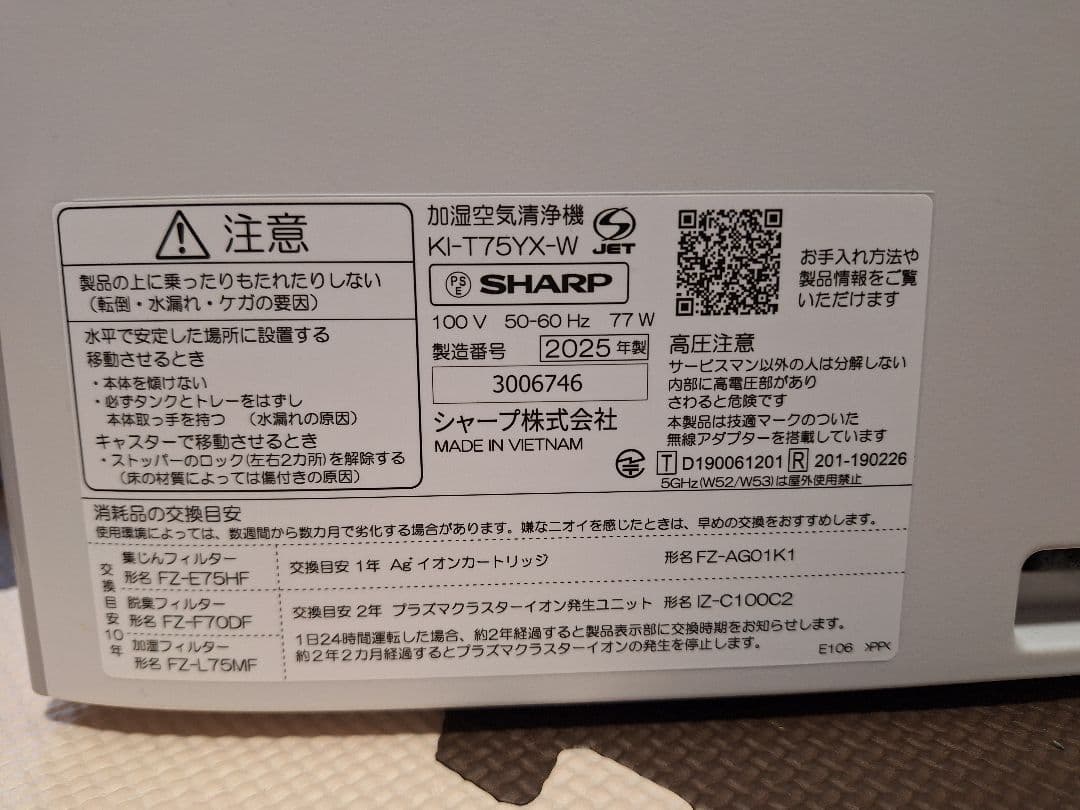 注意
製品の上に乗ったりもたれたりしない
（転倒・水漏れ・ケガの要因）
水平で安定した場所に設置する
移動させるとき
・本体を傾けない
・必ずタンクとトレーをはずし
本体取っ手を持つ （水漏れの原因）
キャスターで移動させるとき
・ストッパーのロック(左右2カ所)を解除する
（床の材質によっては傷付きの原因）
加湿空気清浄機
KI-T75YX-W
JET
PS
E
SHARP
100 V 50-60 Hz 77 W
製造番号 2025年製
3006746
シャープ株式会社
MADE IN VIETNAM
お手入れ方法や
製品情報をご覧
いただけます
高圧注意
サービスマン以外の人は分解しない
内部に高電圧部があり
さわると危険です
本製品は技適マークのついた
無線アダプターを搭載しています
T D190061201 R 201-190226
5GHz(W52/W53)は屋外使用禁止
消耗品の交換目安
使用環境によっては、数週間から数カ月で劣化する場合があります。嫌なニオイを感じたときは、早めの交換をおすすめします。
交換目安10年
集じんフィルター
形名 FZ-E75HF
脱臭フィルター
形名 FZ-F70DF
加湿フィルター
形名 FZ-L75MF
交換目安 1年 Ag⁺イオンカートリッジ 形名 FZ-AG01K1
交換目安 2年 プラズマクラスターイオン発生ユニット 形名 IZ-C100C2
1日24時間運転した場合、約2年経過すると製品表示部に交換時期をお知らせします。
約2年2カ月経過するとプラズマクラスターイオンの発生を停止します。
E106 >PP<